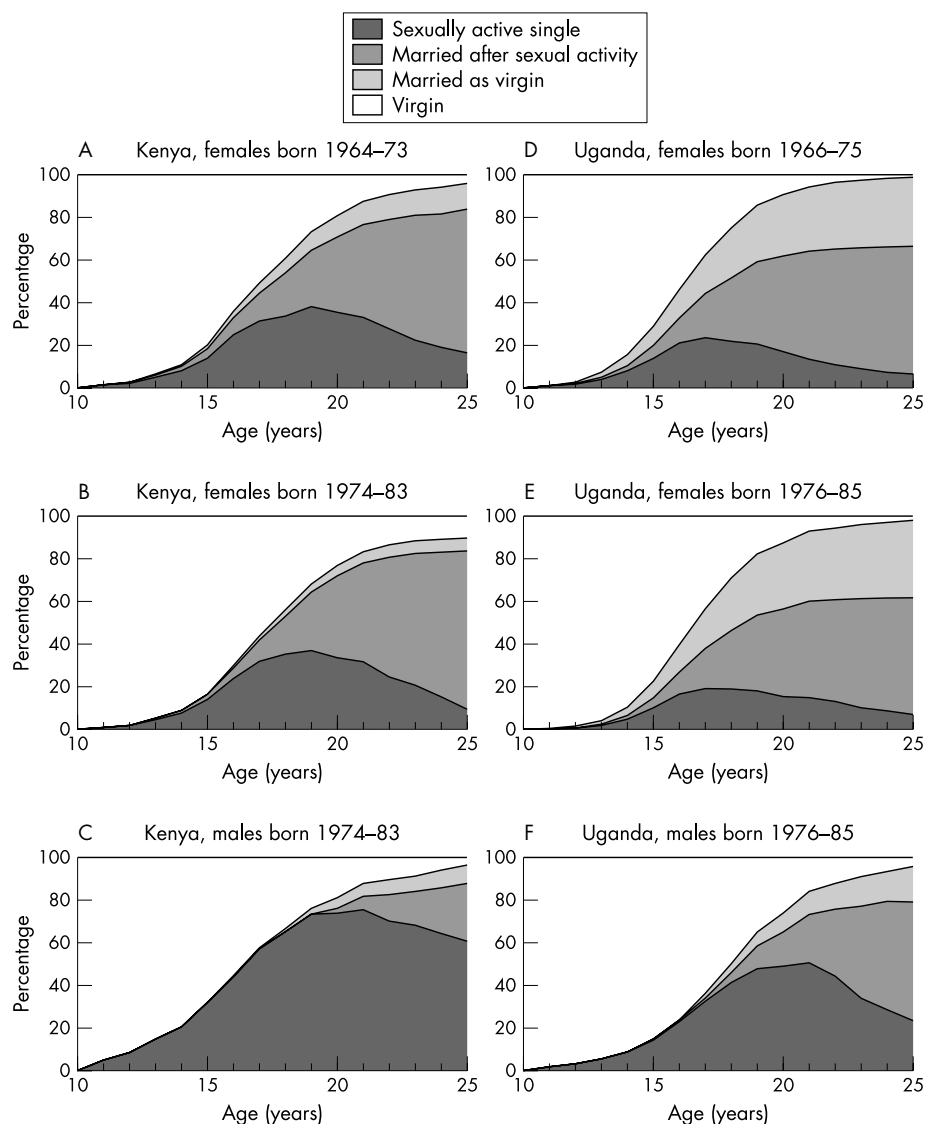 Sexually active single
Married after sexual activity
Married as virgin
Virgin
A Kenya, females born 1964–73
Percentage
100
80
60
40
20
0
10 15 20 25
Age (years)
D Uganda, females born 1966–75
100
80
60
40
20
0
10 15 20 25
Age (years)
B Kenya, females born 1974–83
Percentage
100
80
60
40
20
0
10 15 20 25
Age (years)
E Uganda, females born 1976–85
100
80
60
40
20
0
10 15 20 25
Age (years)
C Kenya, males born 1974–83
Percentage
100
80
60
40
20
0
10 15 20 25
Age (years)
F Uganda, males born 1976–85
100
80
60
40
20
0
10 15 20 25
Age (years)